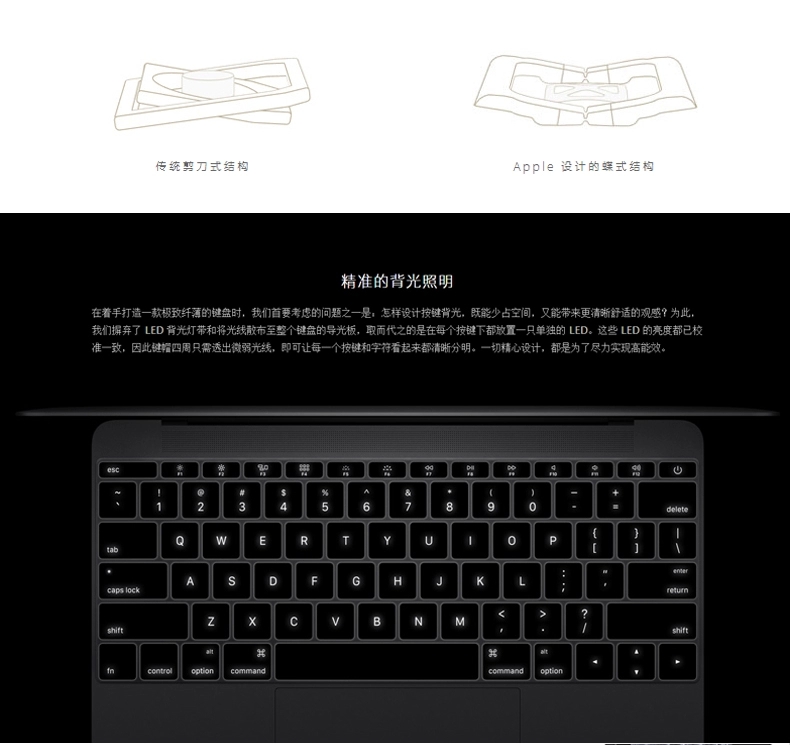 传统剪刀式结构
Apple 设计的蝶式结构
精准的背光照明
在着手打造一款极致纤薄的键盘时，我们首要考虑的问题之一是：怎样设计按键背光，既能少占空间，又能带来更清晰舒适的观感？为此，
我们摒弃了 LED 背光灯带和将光线散布至整个键盘的导光板，取而代之的是在每个按键下都放置一只单独的 LED。这些 LED 的亮度都已校
准一致，因此键帽四周只需透出微弱光线，即可让每一个按键和字符看起来都清晰分明。一切精心设计，都是为了尽力实现高能效。
esc F1 F2 F3 F4 F5 F6 F7 F8 F9 F10 F11 F12
~ ! @ # $ % ^ & * ( ) — +
` 1 2 3 4 5 6 7 8 9 0 - = delete
tab Q W E R T Y U I O P { [ } ] | \
caps lock A S D F G H J K L : ; " ' enter return
shift Z X C V B N M < , > . ? / shift
fn control alt option ⌘ command ⌘ command alt option